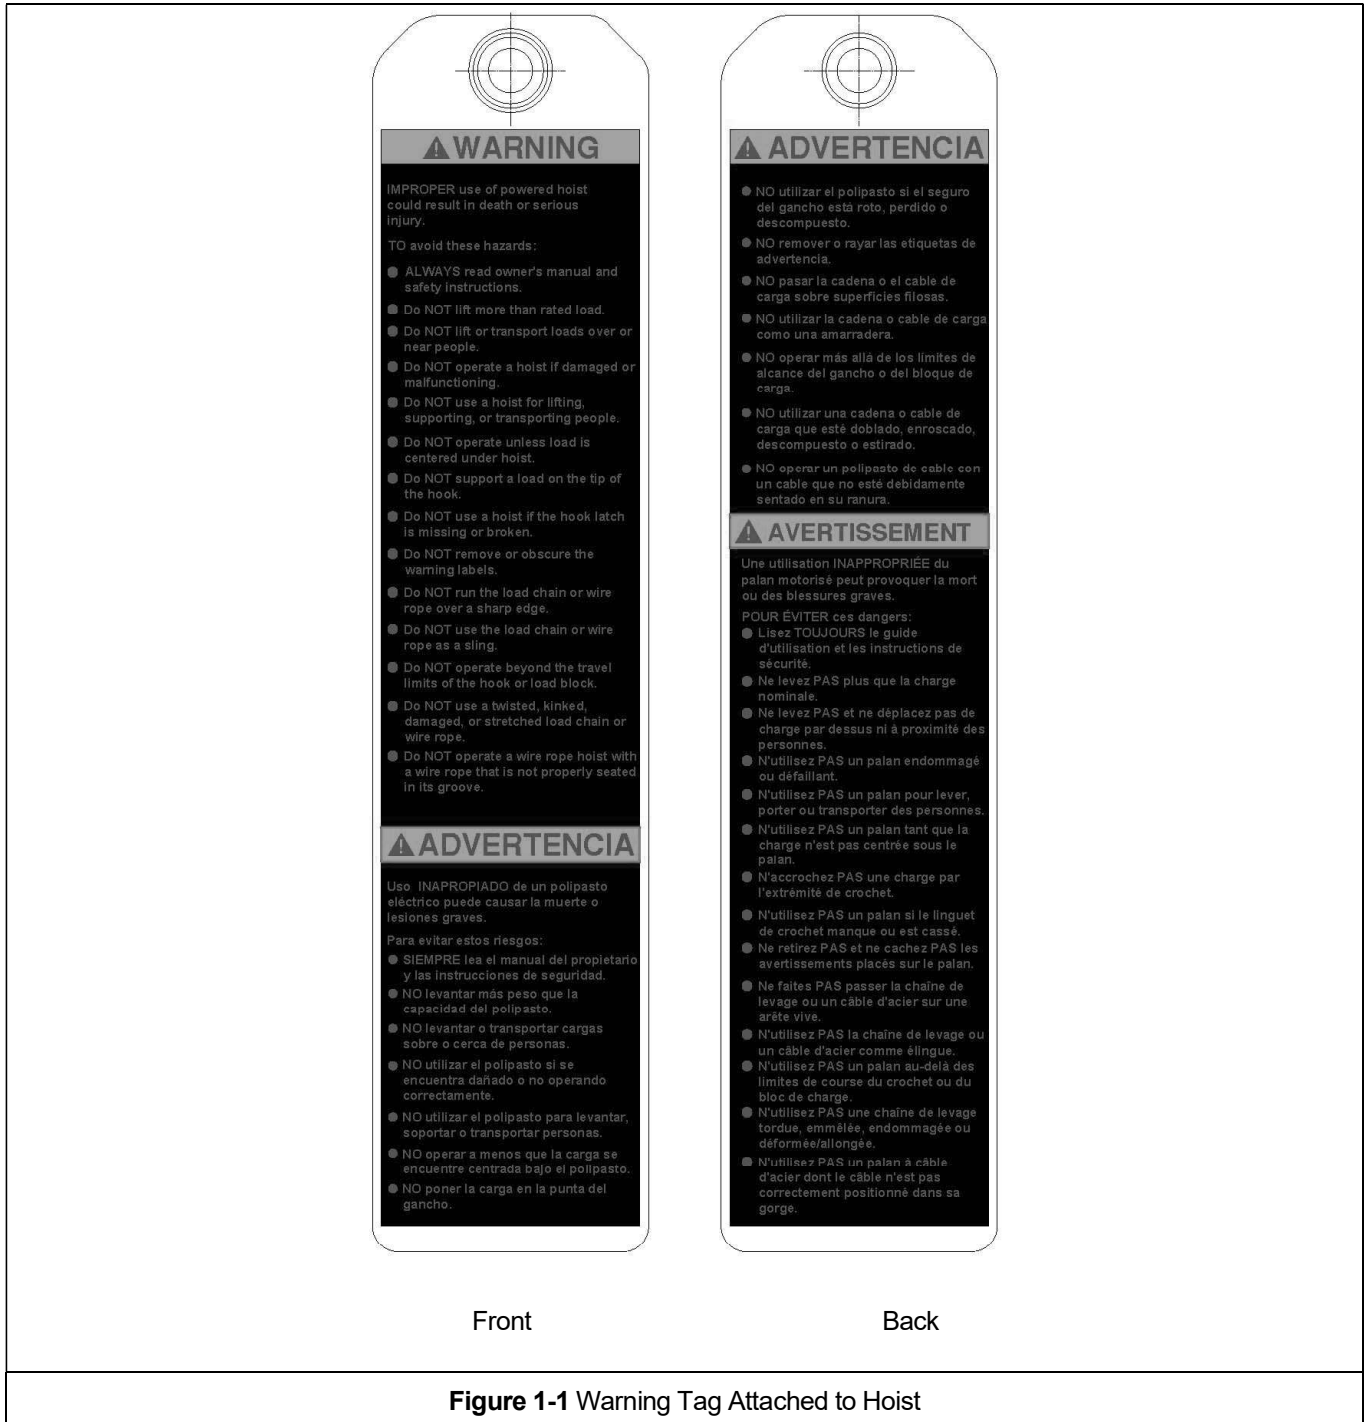 WARNING
IMPROPER use of powered hoist
could result in death or serious
injury.
TO avoid these hazards:
● ALWAYS read owner's manual and
safety instructions.
● Do NOT lift more than rated load.
● Do NOT lift or transport loads over or
near people.
● Do NOT operate a hoist if damaged or
malfunctioning.
● Do NOT use a hoist for lifting,
supporting, or transporting people.
● Do NOT operate unless load is
centered under hoist.
● Do NOT support a load on the tip of
the hook.
● Do NOT use a hoist if the hook latch
is missing or broken.
● Do NOT remove or obscure the
warning labels.
● Do NOT run the load chain or wire
rope over a sharp edge.
● Do NOT use the load chain or wire
rope as a sling.
● Do NOT operate beyond the travel
limits of the hook or load block.
● Do NOT use a twisted, kinked,
damaged, or stretched load chain or
wire rope.
● Do NOT operate a wire rope hoist with
a wire rope that is not properly seated
in its groove.
ADVERTENCIA
Uso INAPROPIADO de un polipasto
eléctrico puede causar la muerte o
lesiones graves.
Para evitar estos riesgos:
● SIEMPRE lea el manual del propietario
y las instrucciones de seguridad.
● NO levantar más peso que la
capacidad del polipasto.
● NO levantar o transportar cargas
sobre o cerca de personas.
● NO utilizar el polipasto si se
encuentra dañado o no operando
correctamente.
● NO utilizar el polipasto para levantar,
soportar o transportar personas.
● NO operar a menos que la carga se
encuentre centrada bajo el polipasto.
● NO poner la carga en la punta del
gancho.
Front
ADVERTENCIA
● NO utilizar el polipasto si el seguro
del gancho está roto, perdido o
descompuesto.
● NO remover o rayar las etiquetas de
advertencia.
● NO pasar la cadena o el cable de
carga sobre superficies filosas.
● NO utilizar la cadena o cable de carga
como una amarradera.
● NO operar más allá de los límites de
alcance del gancho o del bloque de
carga.
● NO utilizar una cadena o cable de
carga que esté doblado, enroscado,
descompuesto o estirado.
● NO operar un polipasto de cable con
un cable que no esté debidamente
sentado en su ranura.
AVERTISSEMENT
Une utilisation INAPPROPRIÉE du
palan motorisé peut provoquer la mort
ou des blessures graves.
POUR ÉVITER ces dangers:
● Lisez TOUJOURS le guide
d'utilisation et les instructions de
sécurité.
● Ne levez PAS plus que la charge
nominale.
● Ne levez PAS et ne déplacez pas de
charge par dessus ni à proximité des
personnes.
● N'utilisez PAS un palan endommagé
ou défaillant.
● N'utilisez PAS un palan pour lever,
porter ou transporter des personnes.
● N'utilisez PAS un palan tant que la
charge n'est pas centrée sous le
palan.
● N'accrochez PAS une charge par
l'extrémité de crochet.
● N'utilisez PAS un palan si le linguet
de crochet manque ou est cassé.
● Ne retirez PAS et ne cachez PAS les
avertissements placés sur le palan.
● Ne faites PAS passer la chaîne de
levage ou un câble d'acier sur une
arête vive.
● N'utilisez PAS la chaîne de levage ou
un câble d'acier comme élingue.
● N'utilisez PAS un palan au-delà des
limites de course du crochet ou du
bloc de charge.
● N'utilisez PAS une chaîne de levage
tordue, emmêlée, endommagée ou
déformée/allongée.
● N'utilisez PAS un palan à câble
d'acier dont le câble n'est pas
correctement positionné dans sa
gorge.
Back
Figure 1-1 Warning Tag Attached to Hoist